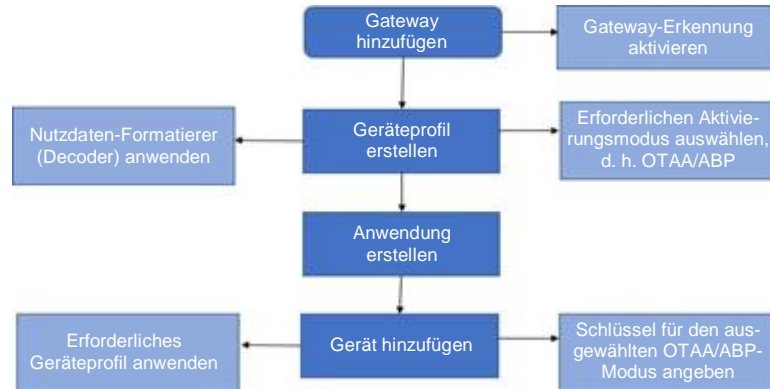 Gateway
hinzufügen
Gateway-Erkennung
aktivieren
Nutzdaten-Formatierer
(Decoder) anwenden
Geräteprofil
erstellen
Erforderlichen Aktivie-
rungsmodus auswählen,
d. h. OTAA/ABP
Anwendung
erstellen
Erforderliches
Geräteprofil anwenden
Gerät hinzufügen
Schlüssel für den aus-
gewählten OTAA/ABP-
Modus angeben